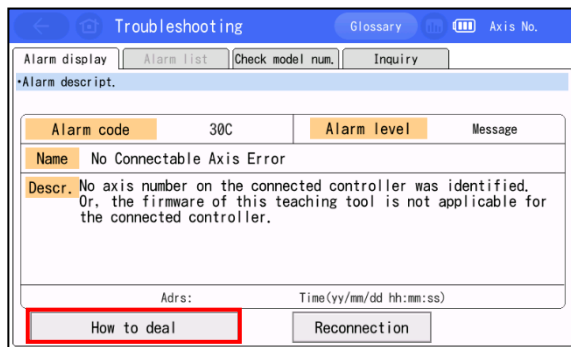 Troubleshooting Glossary Axis No.
Alarm display Alarm list Check model num. Inquiry
•Alarm descript.
Alarm code 30C Alarm level Message
Name No Connectable Axis Error
Descr. No axis number on the connected controller was identified.
Or, the firmware of this teaching tool is not applicable for
the connected controller.
Adrs: Time(yy/mm/dd hh:mm:ss)
How to deal Reconnection